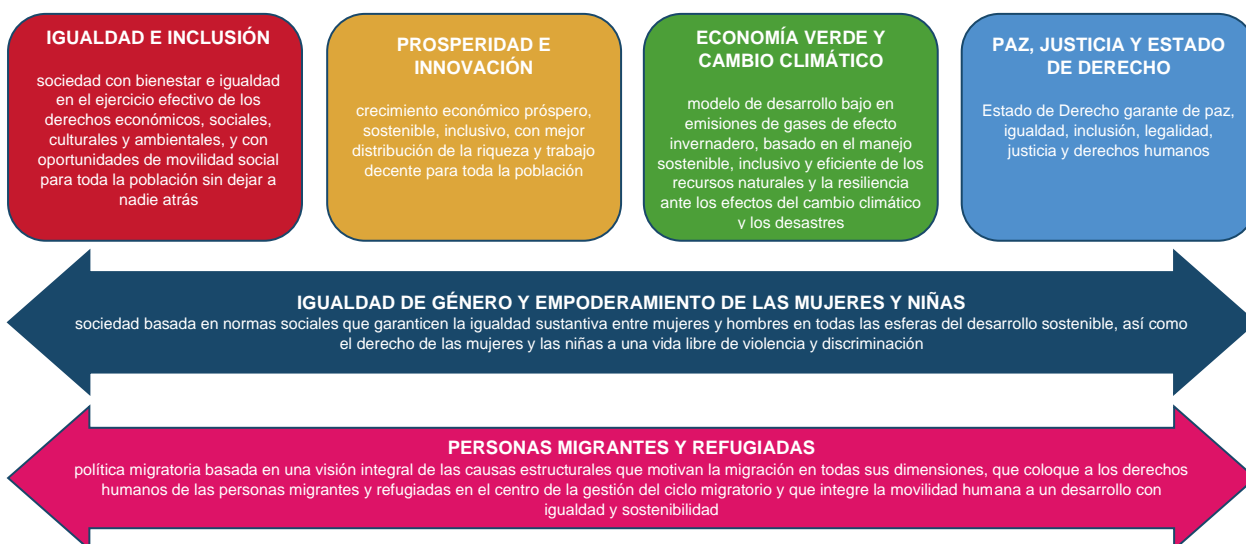 IGUALDAD E INCLUSIÓN
sociedad con bienestar e igualdad
en el ejercicio efectivo de los
derechos económicos, sociales,
culturales y ambientales, y con
oportunidades de movilidad social
para toda la población sin dejar a
nadie atrás
PROSPERIDAD E
INNOVACIÓN
crecimiento económico próspero,
sostenible, inclusivo, con mejor
distribución de la riqueza y trabajo
decente para toda la población
ECONOMÍA VERDE Y
CAMBIO CLIMÁTICO
modelo de desarrollo bajo en
emisiones de gases de efecto
invernadero, basado en el manejo
sostenible, inclusivo y eficiente de los
recursos naturales y la resiliencia
ante los efectos del cambio climático
y los desastres
PAZ, JUSTICIA Y ESTADO
DE DERECHO
Estado de Derecho garante de paz,
igualdad, inclusión, legalidad,
justicia y derechos humanos
IGUALDAD DE GÉNERO Y EMPODERAMIENTO DE LAS MUJERES Y NIÑAS
sociedad basada en normas sociales que garanticen la igualdad sustantiva entre mujeres y hombres en todas las esferas del desarrollo sostenible, así como
el derecho de las mujeres y las niñas a una vida libre de violencia y discriminación
PERSONAS MIGRANTES Y REFUGIADAS
política migratoria basada en una visión integral de las causas estructurales que motivan la migración en todas sus dimensiones, que coloque a los derechos
humanos de las personas migrantes y refugiadas en el centro de la gestión del ciclo migratorio y que integre la movilidad humana a un desarrollo con
igualdad y sostenibilidad